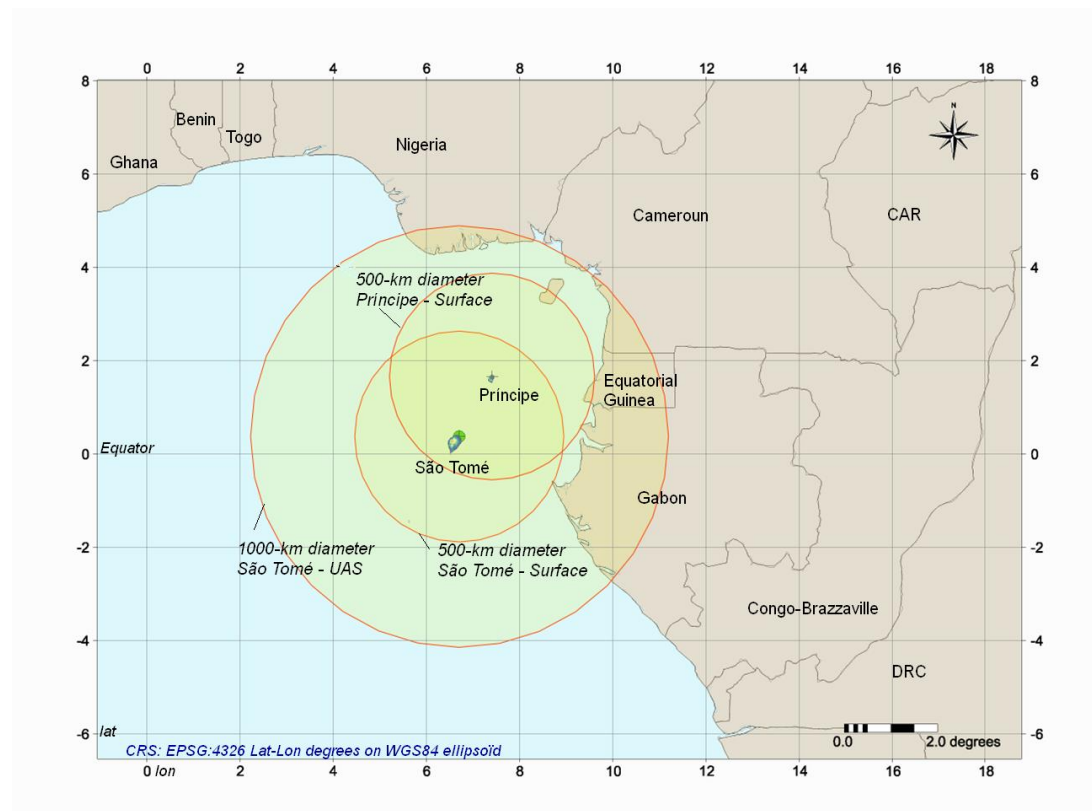 0 2 4 6 8 10 12 14 16 18
8 8
N
Benin
Togo
Nigeria
Ghana
6 6
Cameroun
CAR
4 4
500-km diameter
Príncipe - Surface
2 2
Equatorial
Guinea
Príncipe
Equator
0 0
São Tomé
Gabon
-2 -2
1000-km diameter
São Tomé - UAS
500-km diameter
São Tomé - Surface
Congo-Brazzaville
-4 -4
DRC
-6 lat -6
0.0 2.0 degrees
CRS: EPSG:4326 Lat-Lon degrees on WGS84 ellipsoïd
0 lon 2 4 6 8 10 12 14 16 18